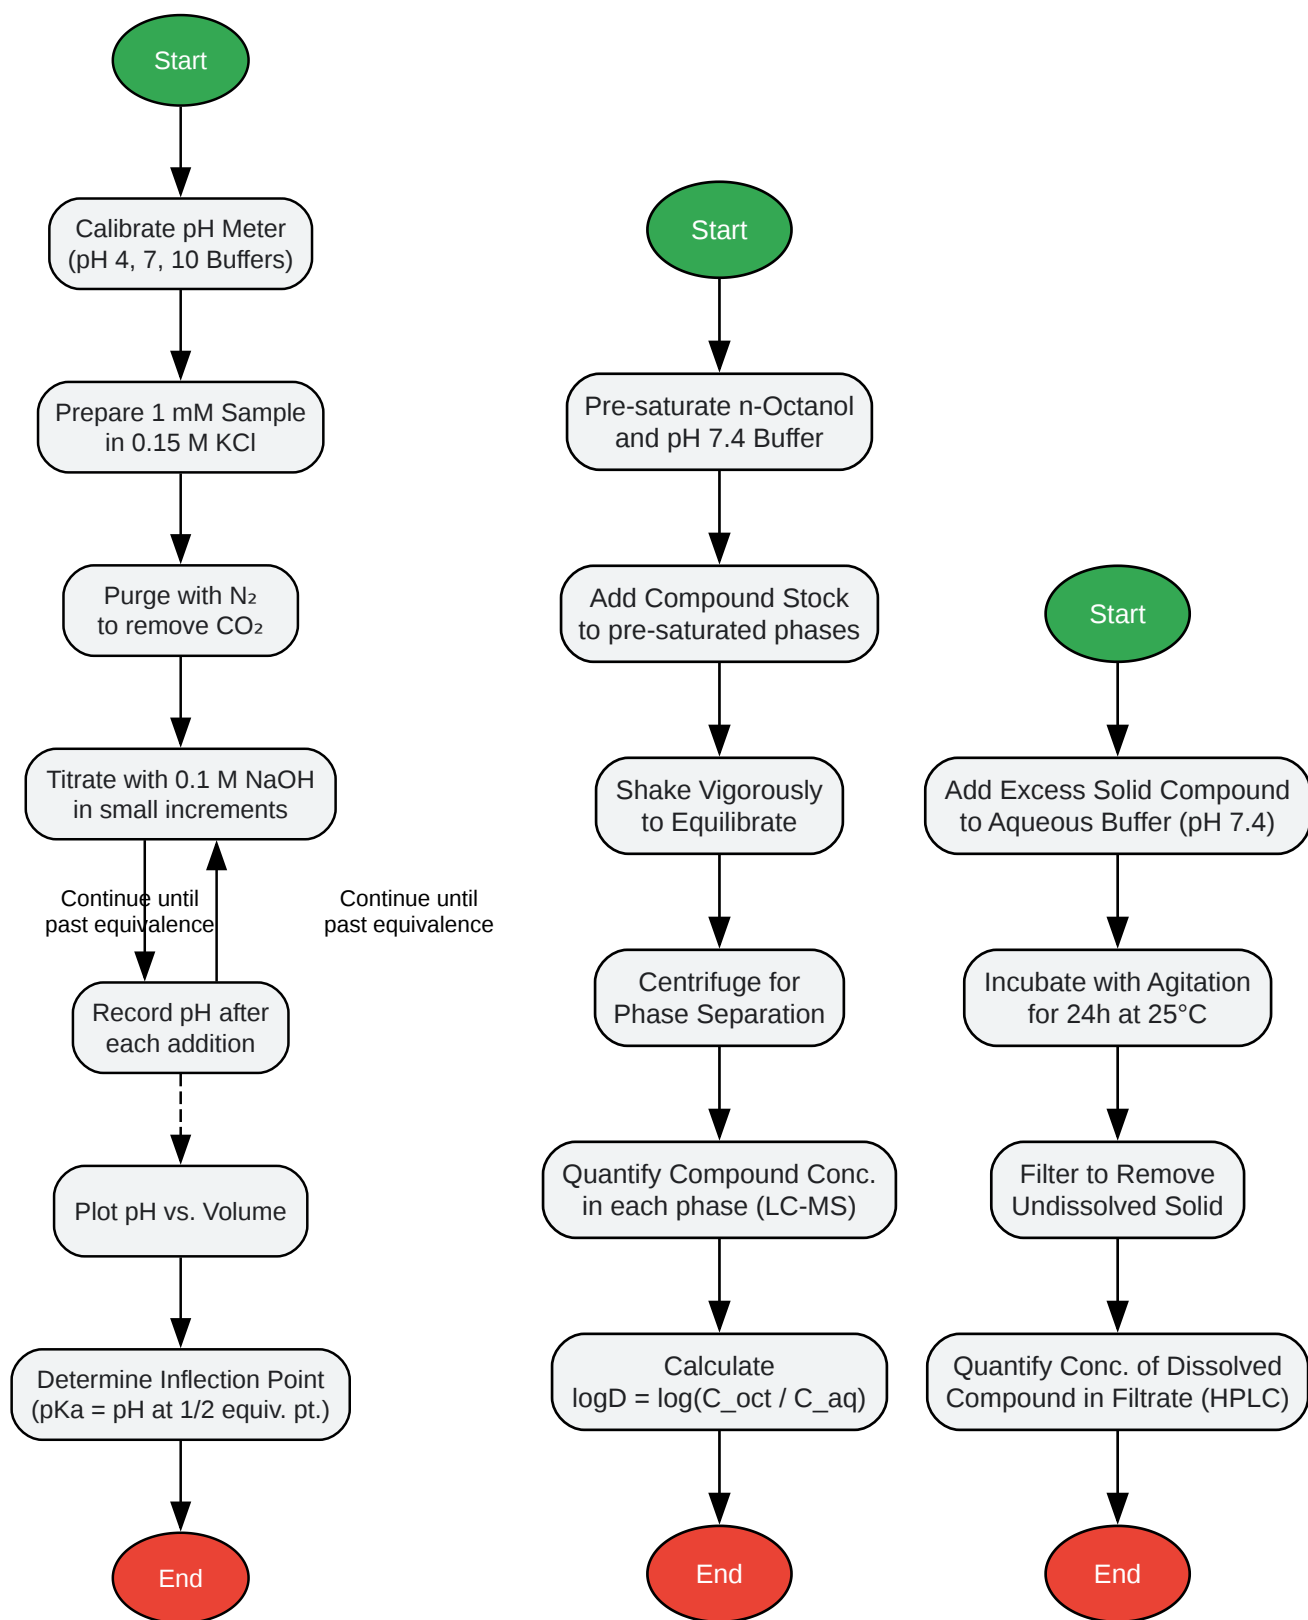 Start
Calibrate pH Meter
(pH 4, 7, 10 Buffers)
Prepare 1 mM Sample
in 0.15 M KCl
Purge with N₂
to remove CO₂
Titrate with 0.1 M NaOH
in small increments
Continue until
past equivalence
Continue until
past equivalence
Record pH after
each addition
Plot pH vs. Volume
Determine Inflection Point
(pKa = pH at 1/2 equiv. pt.)
End
Start
Pre-saturate n-Octanol
and pH 7.4 Buffer
Add Compound Stock
to pre-saturated phases
Shake Vigorously
to Equilibrate
Centrifuge for
Phase Separation
Quantify Compound Conc.
in each phase (LC-MS)
Calculate
logD = log(C_oct / C_aq)
End
Start
Add Excess Solid Compound
to Aqueous Buffer (pH 7.4)
Incubate with Agitation
for 24h at 25°C
Filter to Remove
Undissolved Solid
Quantify Conc. of Dissolved
Compound in Filtrate (HPLC)
End